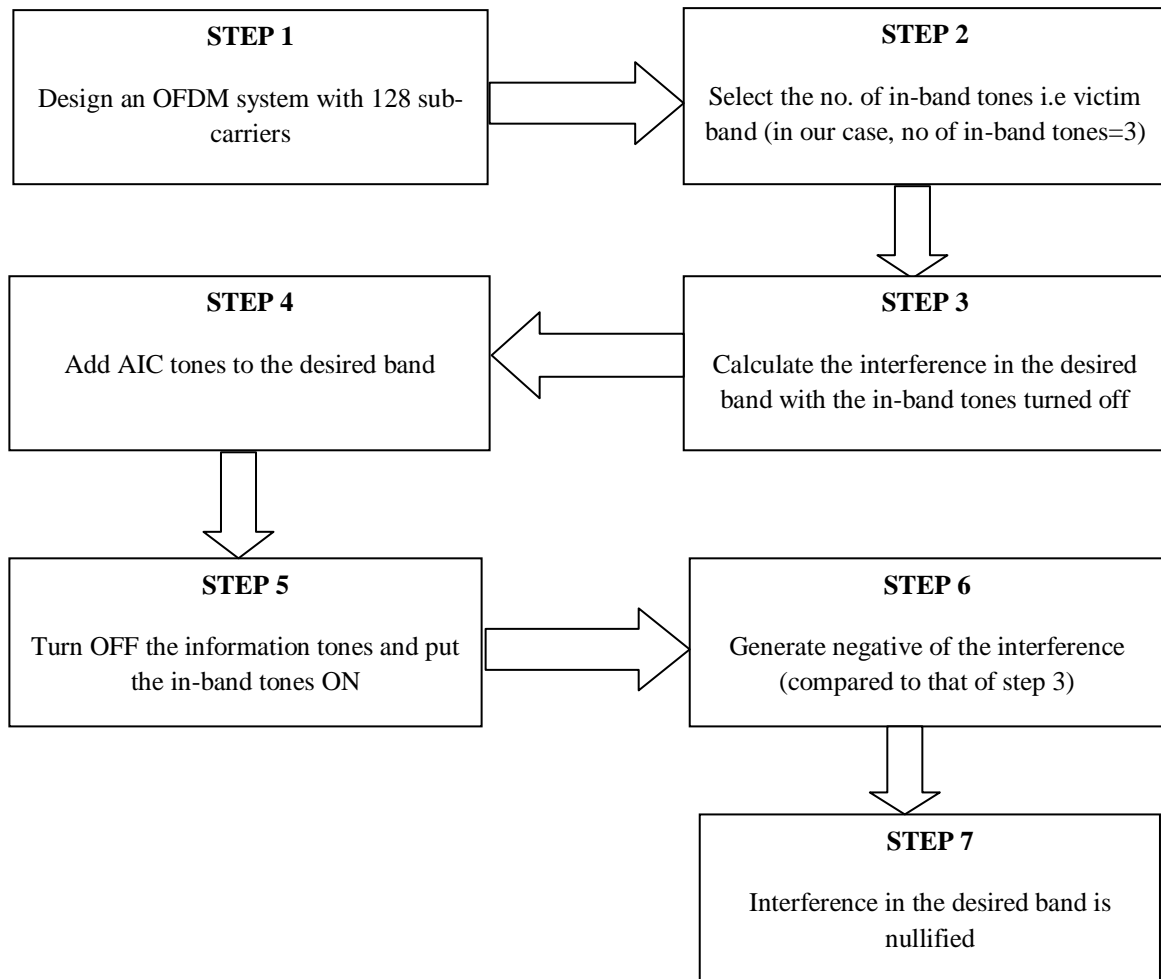 STEP 1
Design an OFDM system with 128 sub-
carriers
STEP 2
Select the no. of in-band tones i.e victim
band (in our case, no of in-band tones=3)
STEP 3
Calculate the interference in the desired
band with the in-band tones turned off
STEP 4
Add AIC tones to the desired band
STEP 5
Turn OFF the information tones and put
the in-band tones ON
STEP 6
Generate negative of the interference
(compared to that of step 3)
STEP 7
Interference in the desired band is
nullified